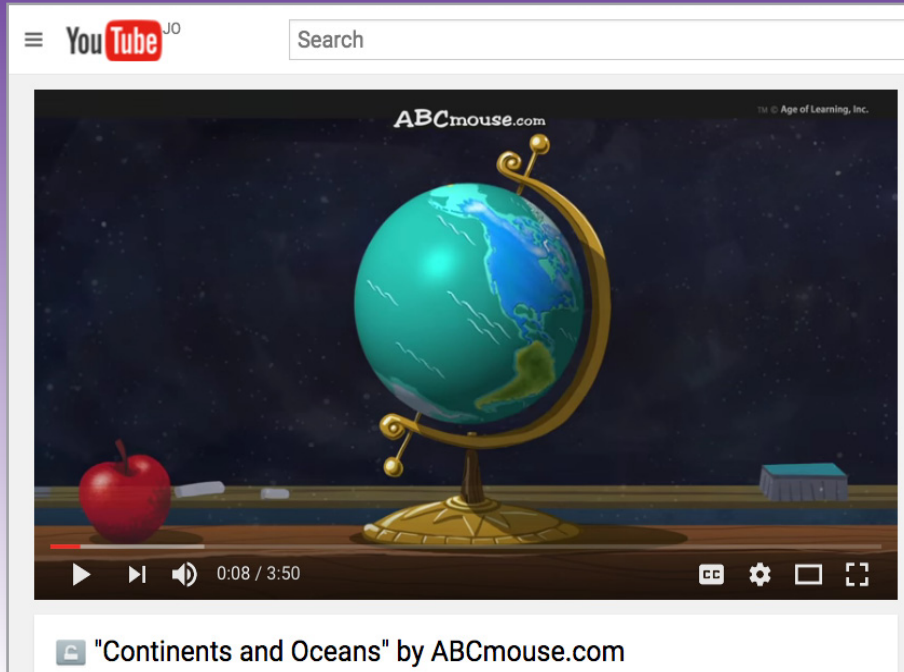 YouTube JO
Search
ABCmouse.com
TM © Age of Learning, Inc.
0:08 / 3:50
CC
"Continents and Oceans" by ABCmouse.com